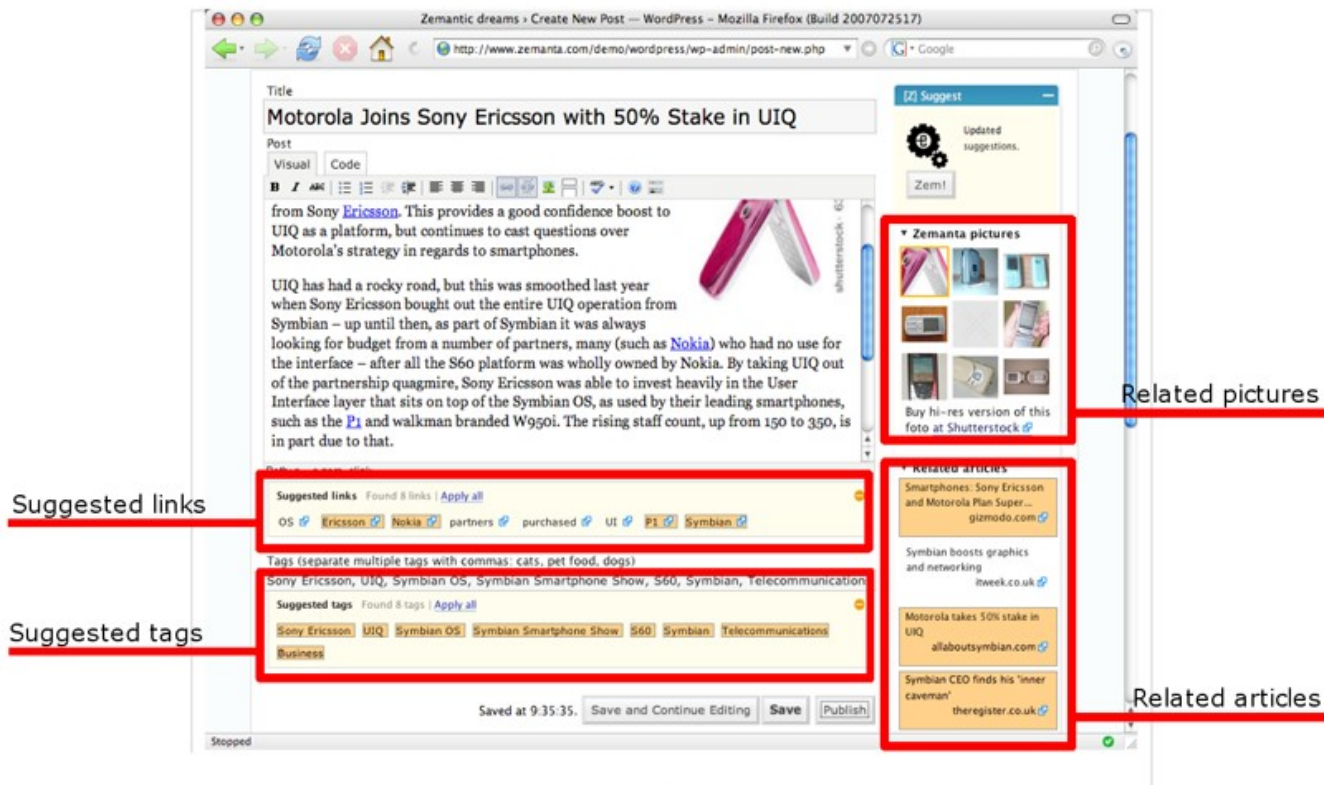 Zemantic dreams › Create New Post — WordPress – Mozilla Firefox (Build 2007072517)
http://www.zemanta.com/demo/wordpress/wp-admin/post-new.php
Google
Title
Motorola Joins Sony Ericsson with 50% Stake in UIQ
Post
Visual Code
B I ABC
from Sony Ericsson. This provides a good confidence boost to
UIQ as a platform, but continues to cast questions over
Motorola's strategy in regards to smartphones.
UIQ has had a rocky road, but this was smoothed last year
when Sony Ericsson bought out the entire UIQ operation from
Symbian – up until then, as part of Symbian it was always
looking for budget from a number of partners, many (such as Nokia) who had no use for
the interface – after all the S60 platform was wholly owned by Nokia. By taking UIQ out
of the partnership quagmire, Sony Ericsson was able to invest heavily in the User
Interface layer that sits on top of the Symbian OS, as used by their leading smartphones,
such as the P1 and walkman branded W950i. The rising staff count, up from 150 to 350, is
in part due to that.
shutterstock · 63
Suggested links Found 8 links | Apply all
OS Ericsson Nokia partners purchased UI P1 Symbian
Tags (separate multiple tags with commas: cats, pet food, dogs)
Sony Ericsson, UIQ, Symbian OS, Symbian Smartphone Show, S60, Symbian, Telecommunications
Suggested tags Found 8 tags | Apply all
Sony Ericsson UIQ Symbian OS Symbian Smartphone Show S60 Symbian Telecommunications
Business
Saved at 9:35:35. Save and Continue Editing Save Publish
Stopped
[Z] Suggest
Updated
suggestions.
Zem!
Zemanta pictures
Buy hi-res version of this
foto at Shutterstock
Related articles
Smartphones: Sony Ericsson
and Motorola Plan Super...
gizmodo.com
Symbian boosts graphics
and networking
itweek.co.uk
Motorola takes 50% stake in
UIQ
allaboutsymbian.com
Symbian CEO finds his 'inner
caveman'
theregister.co.uk
Suggested links
Suggested tags
Related pictures
Related articles